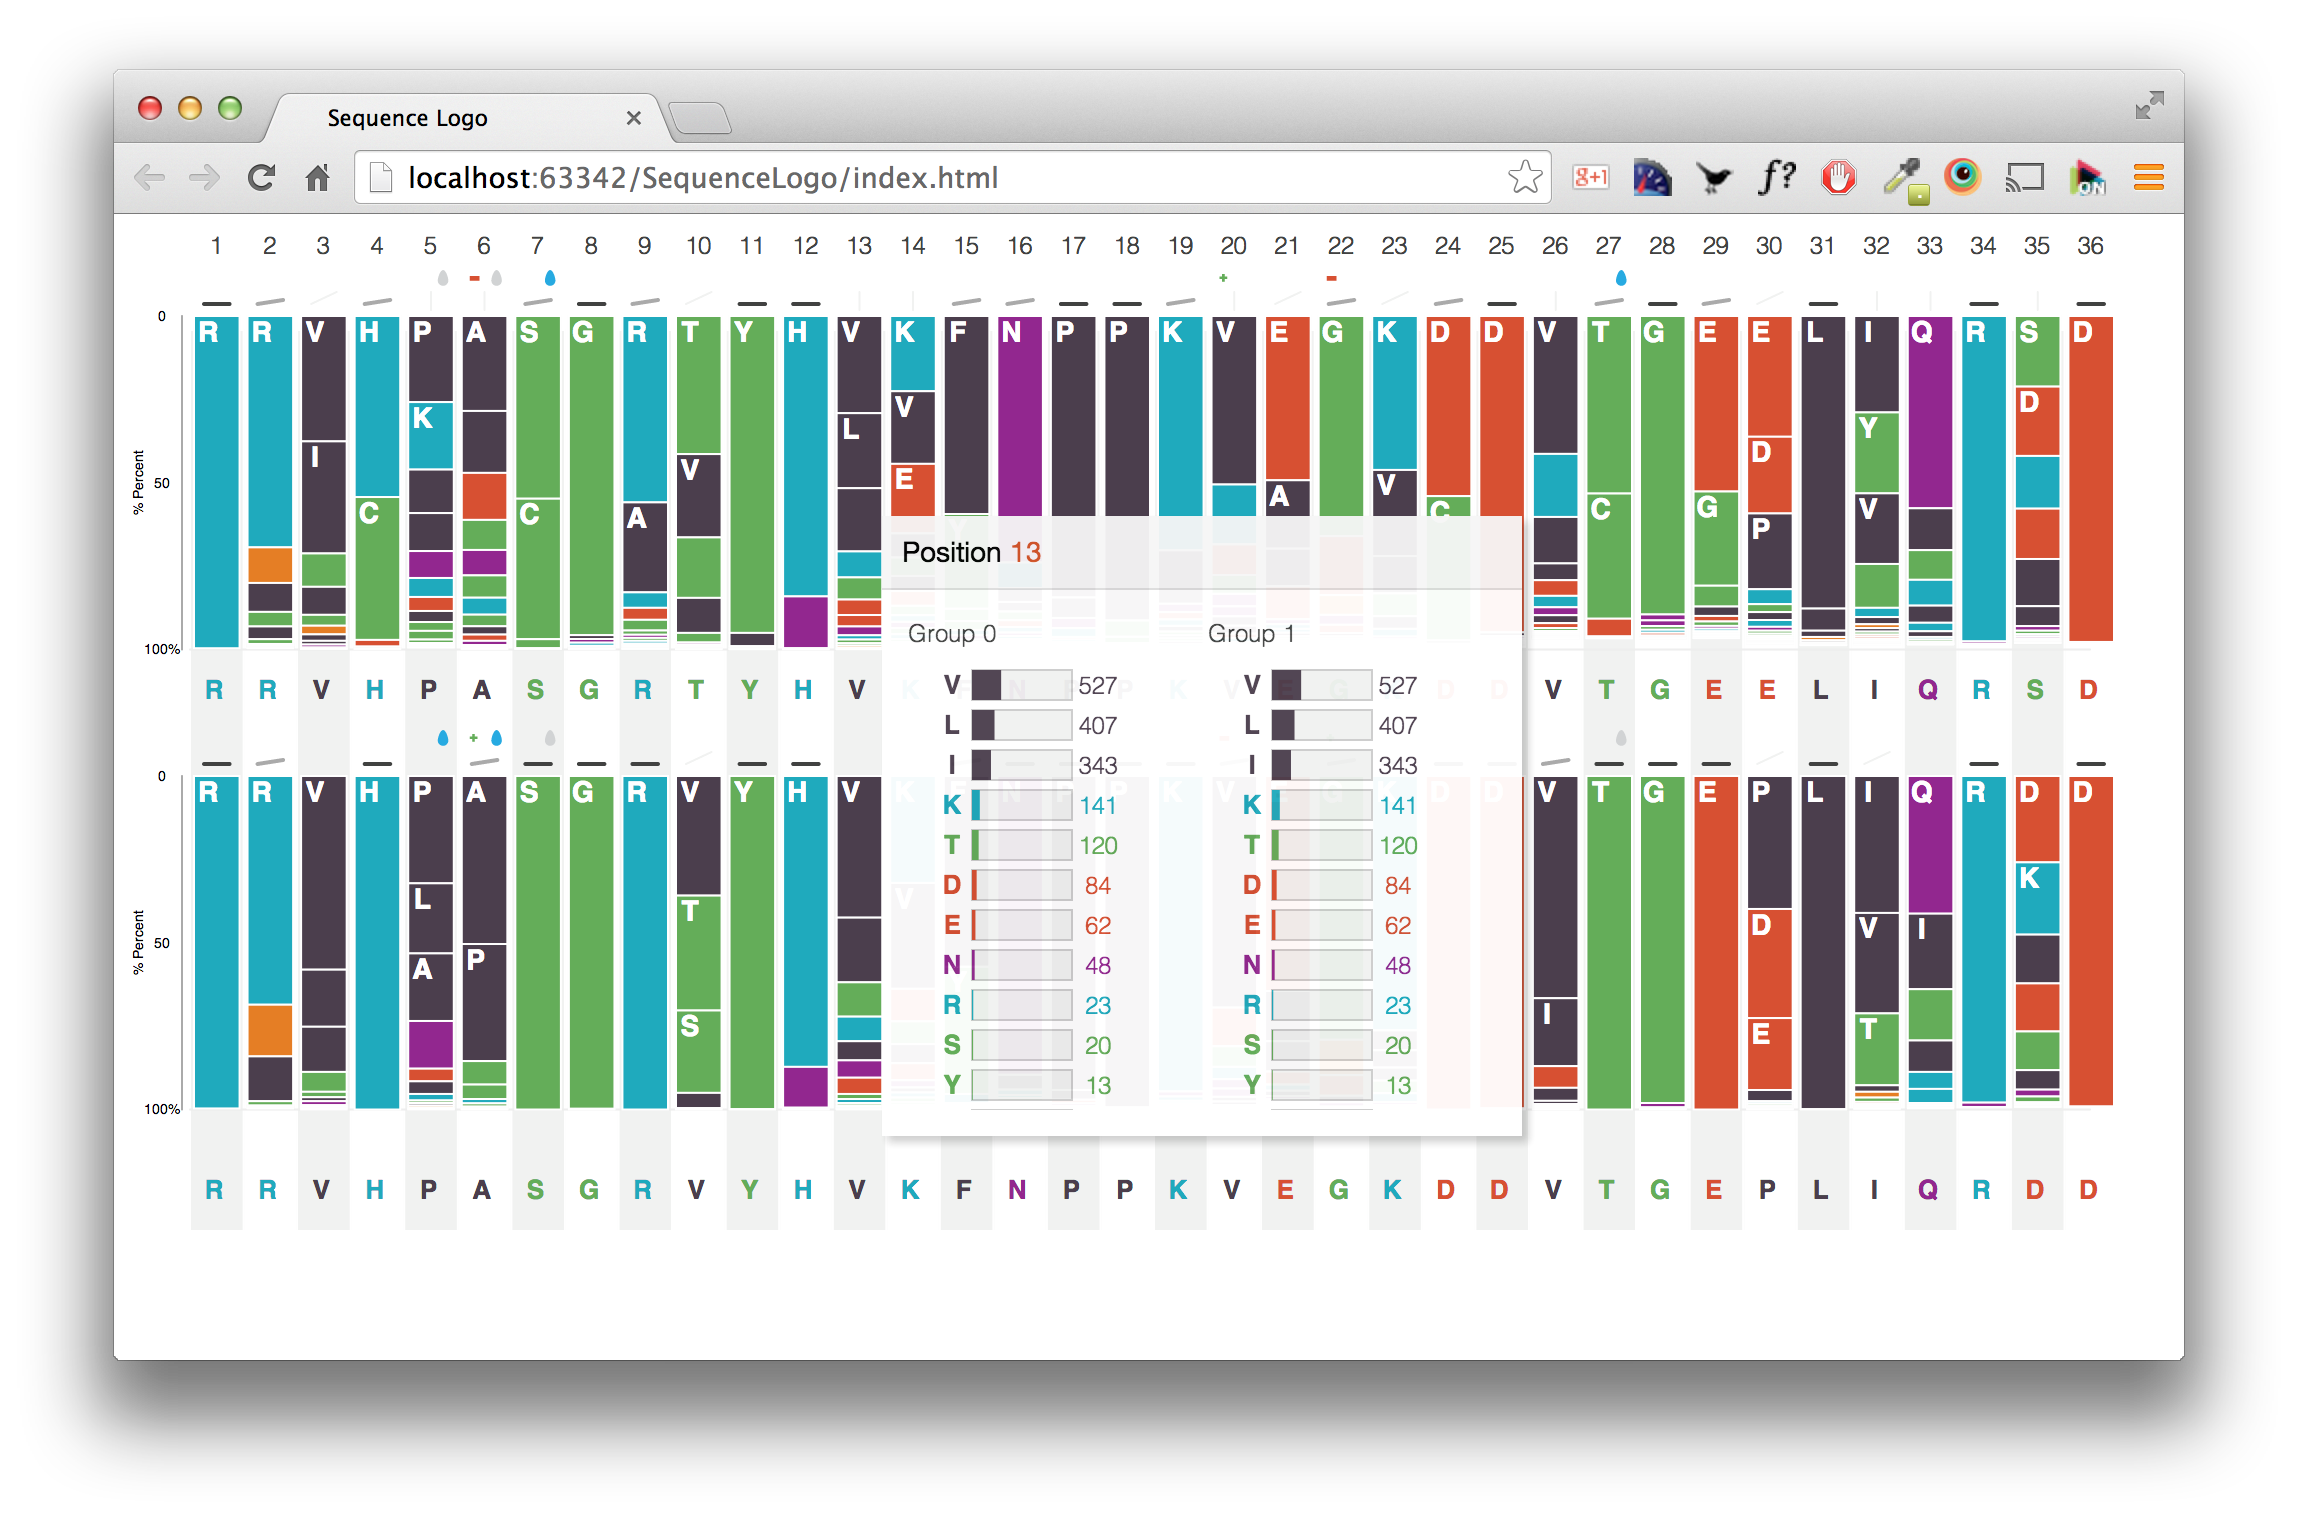 Sequence Logo
localhost:63342/SequenceLogo/index.html
g+1 f? ON
1 2 3 4 5 6 7 8 9 10 11 12 13 14 15 16 17 18 19 20 21 22 23 24 25 26 27 28 29 30 31 32 33 34 35 36
- + -
0
R R V H P A S G R T Y H V K F N P P K V E G K D D V T G E E L I Q R S D
K I V L V E A V D Y D
% Percent
50
C C A C C G P V
100%
R R V H P A S G R T Y H V V T G E E L I Q R S D
+
0
R R V H P A S G R V Y H V V T G E P L I Q R D D
L T V D V I K
% Percent
50
A P S I E T
100%
R R V H P A S G R V Y H V K F N P P K V E G K D D V T G E P L I Q R D D
Position 13
Group 0 Group 1
V 527 V 527
L 407 L 407
I 343 I 343
K 141 K 141
T 120 T 120
D 84 D 84
E 62 E 62
N 48 N 48
R 23 R 23
S 20 S 20
Y 13 Y 13